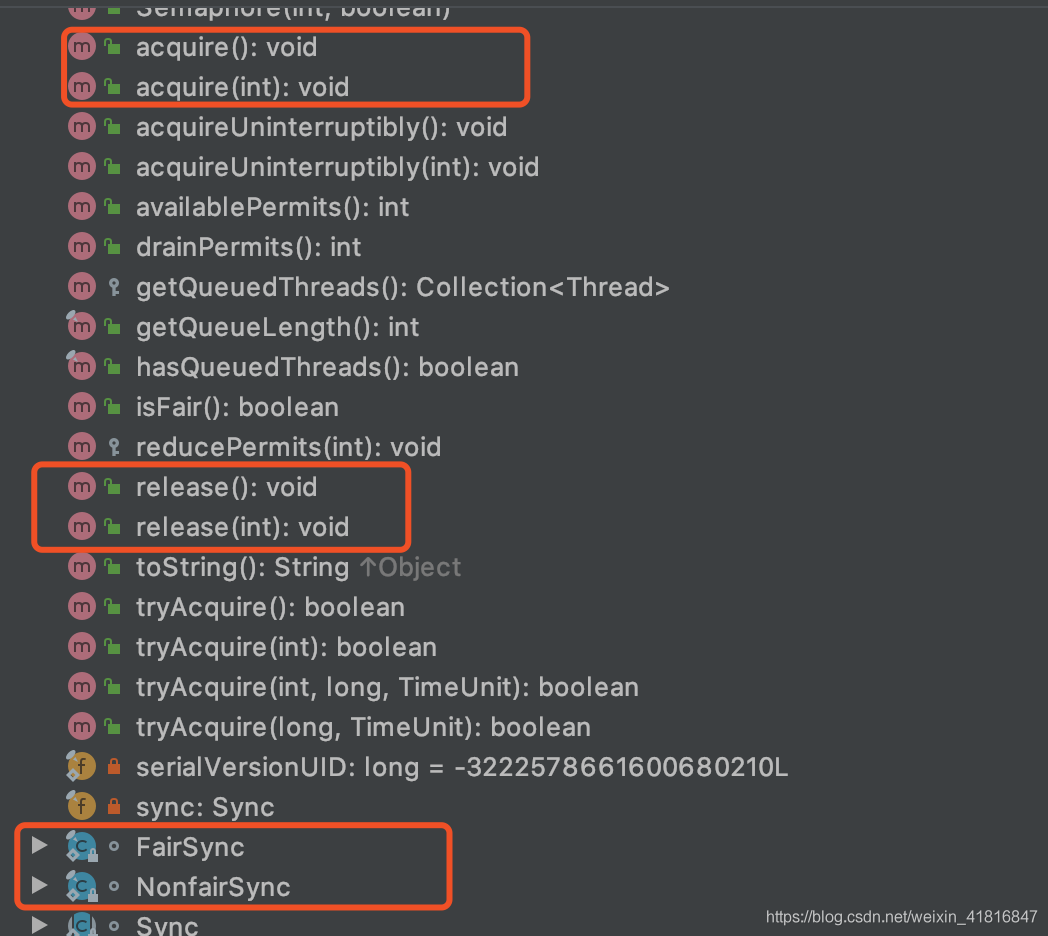 Semaphore(int, boolean)
acquire(): void
acquire(int): void
acquireUninterruptibly(): void
acquireUninterruptibly(int): void
availablePermits(): int
drainPermits(): int
getQueuedThreads(): Collection<Thread>
getQueueLength(): int
hasQueuedThreads(): boolean
isFair(): boolean
reducePermits(int): void
release(): void
release(int): void
toString(): String ↑Object
tryAcquire(): boolean
tryAcquire(int): boolean
tryAcquire(int, long, TimeUnit): boolean
tryAcquire(long, TimeUnit): boolean
serialVersionUID: long = -3222578661600680210L
sync: Sync
FairSync
NonfairSync
Sync
https://blog.csdn.net/weixin_41816847